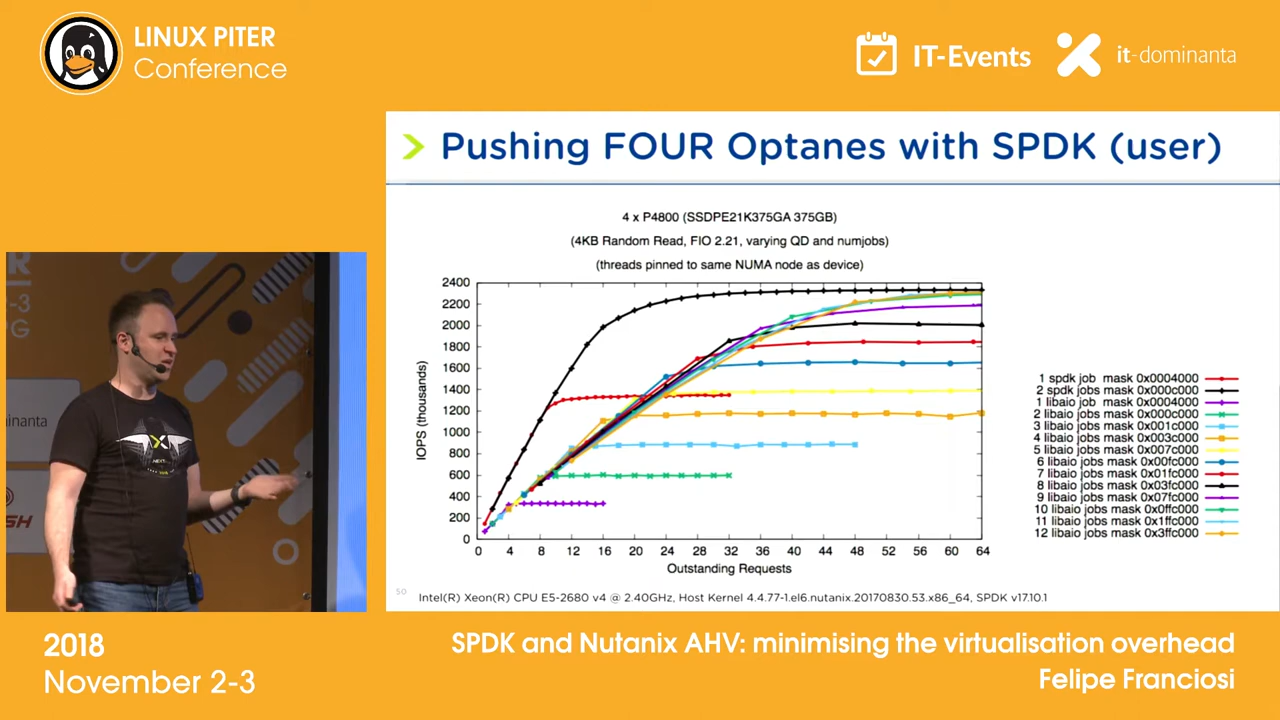 LINUX PITER
Conference
IT-Events
it-dominanta
Pushing FOUR Optanes with SPDK (user)
4 x P4800 (SSDPE21K375GA 375GB)
(4KB Random Read, FIO 2.21, varying QD and numjobs)
(threads pinned to same NUMA node as device)
IOPS (thousands)
2400
2200
2000
1800
1600
1400
1200
1000
800
600
400
200
0
0 4 8 12 16 20 24 28 32 36 40 44 48 52 56 60 64
Outstanding Requests
1 spdk job mask 0x0004000
2 spdk jobs mask 0x000c000
1 libaio job mask 0x0004000
2 libaio jobs mask 0x000c000
3 libaio jobs mask 0x001c000
4 libaio jobs mask 0x003c000
5 libaio jobs mask 0x007c000
6 libaio jobs mask 0x00fc000
7 libaio jobs mask 0x01fc000
8 libaio jobs mask 0x03fc000
9 libaio jobs mask 0x07fc000
10 libaio jobs mask 0x0ffc000
11 libaio jobs mask 0x1ffc000
12 libaio jobs mask 0x3ffc000
50
Intel(R) Xeon(R) CPU E5-2680 v4 @ 2.40GHz, Host Kernel 4.4.77-1.el6.nutanix.20170830.53.x86_64, SPDK v17.10.1
2018
November 2-3
SPDK and Nutanix AHV: minimising the virtualisation overhead
Felipe Franciosi